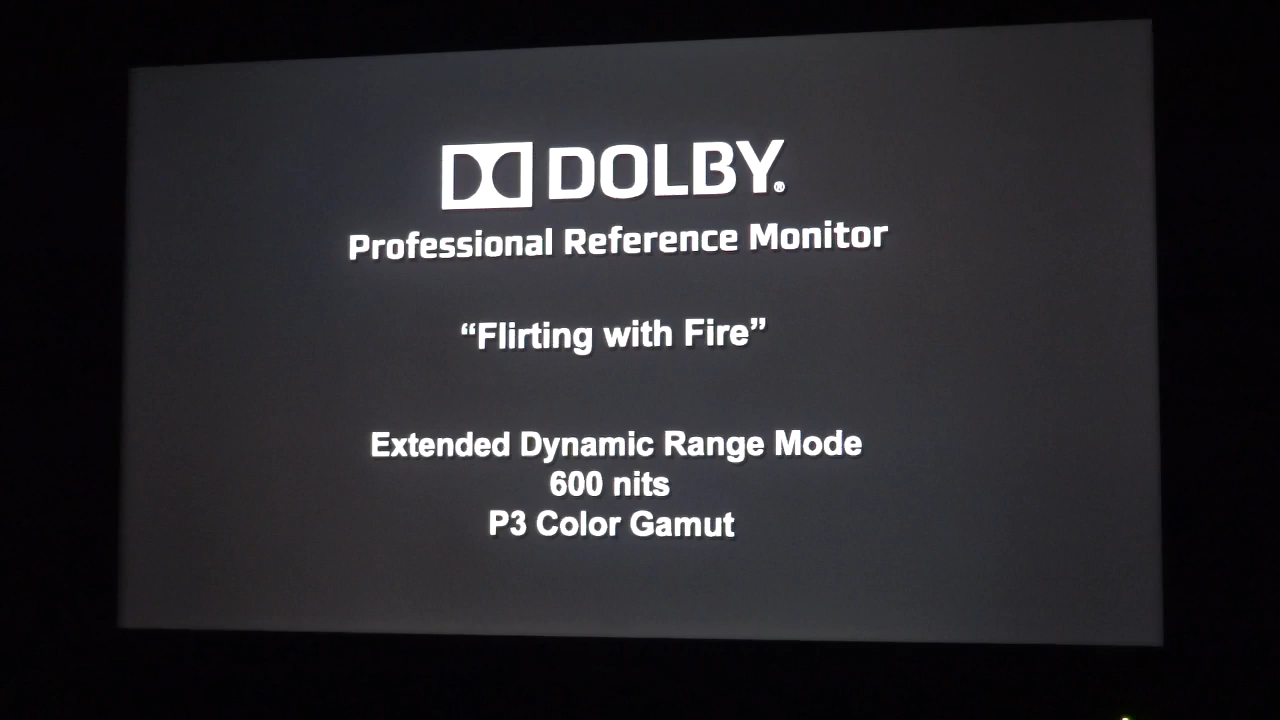 DOLBY®
Professional Reference Monitor
“Flirting with Fire”
Extended Dynamic Range Mode
600 nits
P3 Color Gamut